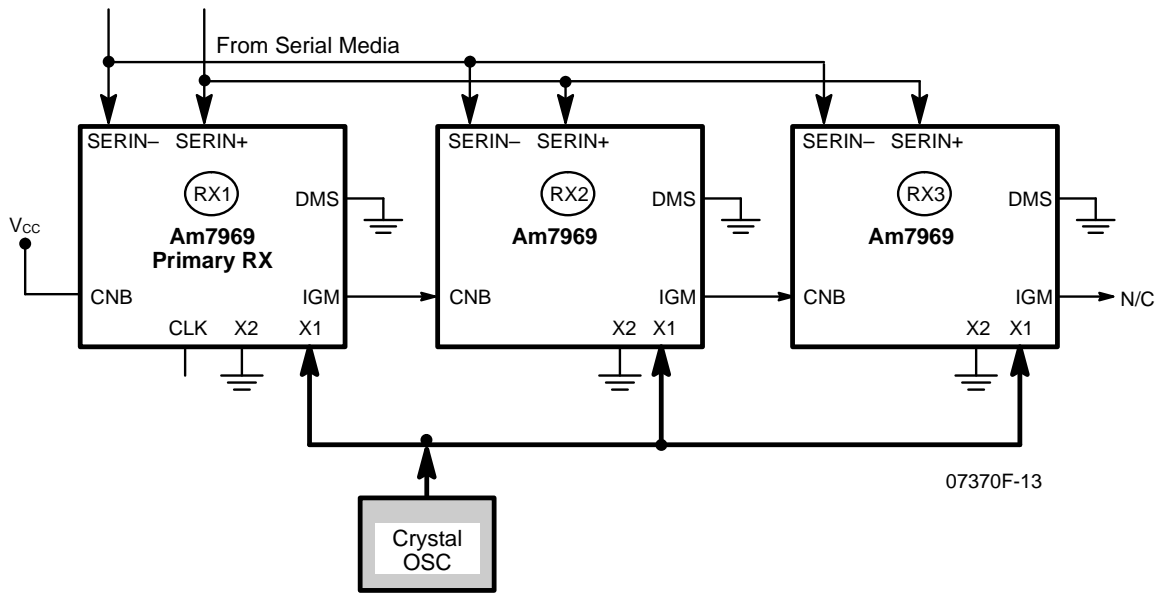 From Serial Media
SERIN– SERIN+
SERIN– SERIN+
SERIN– SERIN+
RX1
RX2
RX3
DMS
DMS
DMS
VCC
Am7969
Primary RX
Am7969
Am7969
CNB
IGM
CNB
IGM
CNB
IGM
N/C
CLK X2 X1
X2 X1
X2 X1
07370F-13
Crystal
OSC